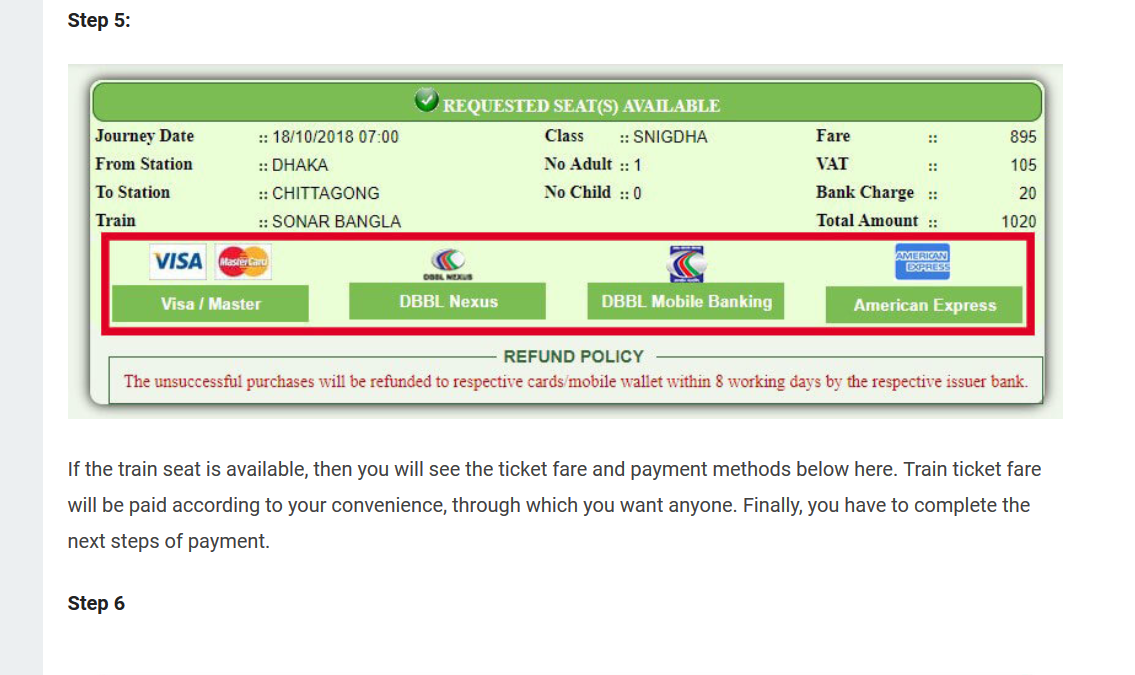 Step 5:
REQUESTED SEAT(S) AVAILABLE
Journey Date :: 18/10/2018 07:00 Class :: SNIGDHA Fare :: 895
From Station :: DHAKA No Adult :: 1 VAT :: 105
To Station :: CHITTAGONG No Child :: 0 Bank Charge :: 20
Train :: SONAR BANGLA Total Amount :: 1020
VISA MasterCard DBBL NEXUS AMERICAN EXPRESS
Visa / Master DBBL Nexus DBBL Mobile Banking American Express
REFUND POLICY
The unsuccessful purchases will be refunded to respective cards/mobile wallet within 8 working days by the respective issuer bank.
If the train seat is available, then you will see the ticket fare and payment methods below here. Train ticket fare
will be paid according to your convenience, through which you want anyone. Finally, you have to complete the
next steps of payment.
Step 6